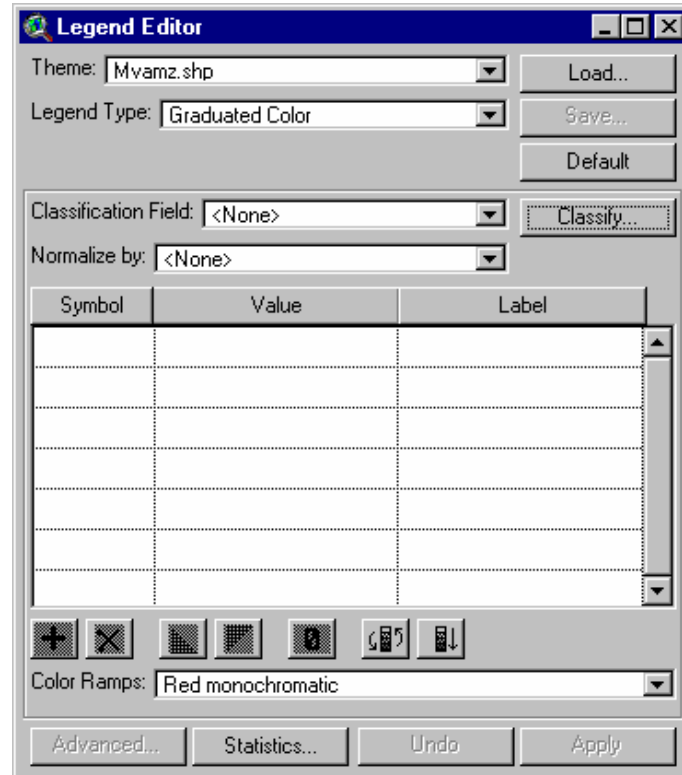 Legend Editor
Theme: Mvamz.shp
Load...
Legend Type: Graduated Color
Save...
Default
Classification Field: <None>
Classify...
Normalize by: <None>
Symbol Value Label
0
Color Ramps: Red monochromatic
Advanced... Statistics... Undo Apply